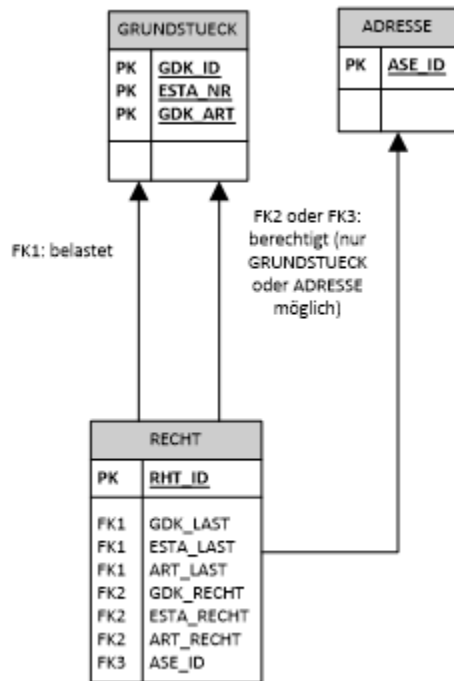 GRUNDSTUECK
PK GDK_ID
PK ESTA_NR
PK GDK_ART
ADRESSE
PK ASE_ID
FK1: belastet
FK2 oder FK3:
berechtigt (nur
GRUNDSTUECK
oder ADRESSE
möglich)
RECHT
PK RHT_ID
FK1 GDK_LAST
FK1 ESTA_LAST
FK1 ART_LAST
FK2 GDK_RECHT
FK2 ESTA_RECHT
FK2 ART_RECHT
FK3 ASE_ID